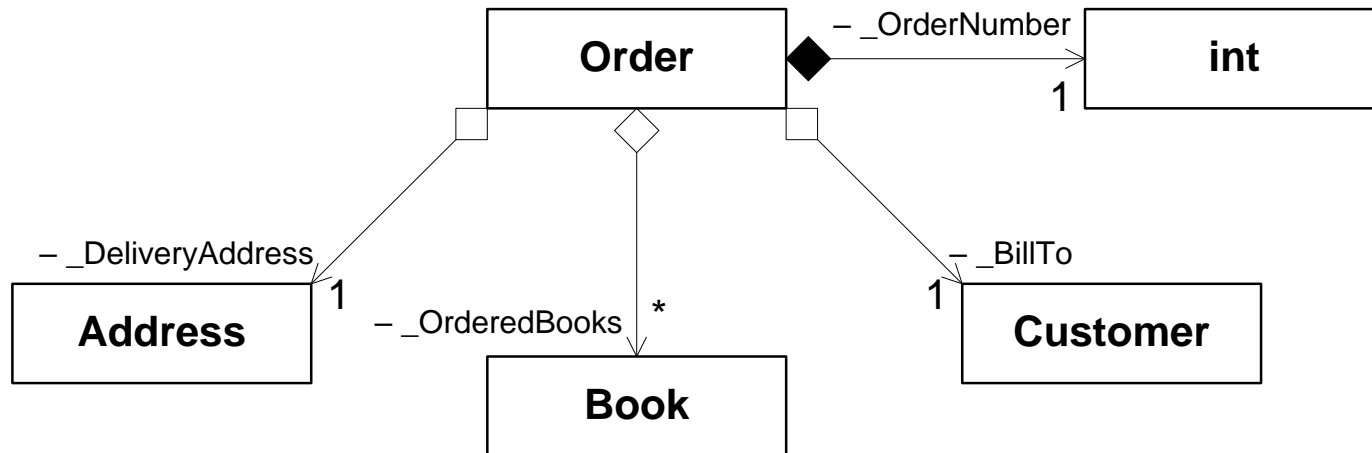 – _OrderNumber
Order
int
1
– _DeliveryAddress
1
Address
– _OrderedBooks
*
Book
– _BillTo
1
Customer